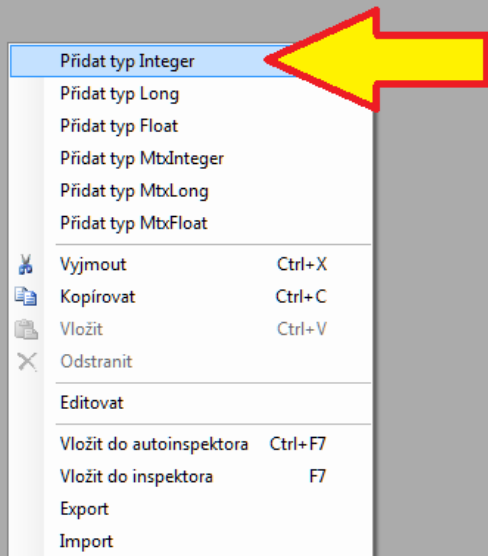 Přidat typ Integer
Přidat typ Long
Přidat typ Float
Přidat typ MtxInteger
Přidat typ MtxLong
Přidat typ MtxFloat
Vyjmout Ctrl+X
Kopírovat Ctrl+C
Vložit Ctrl+V
Odstranit
Editovat
Vložit do autoinspektora Ctrl+F7
Vložit do inspektora F7
Export
Import